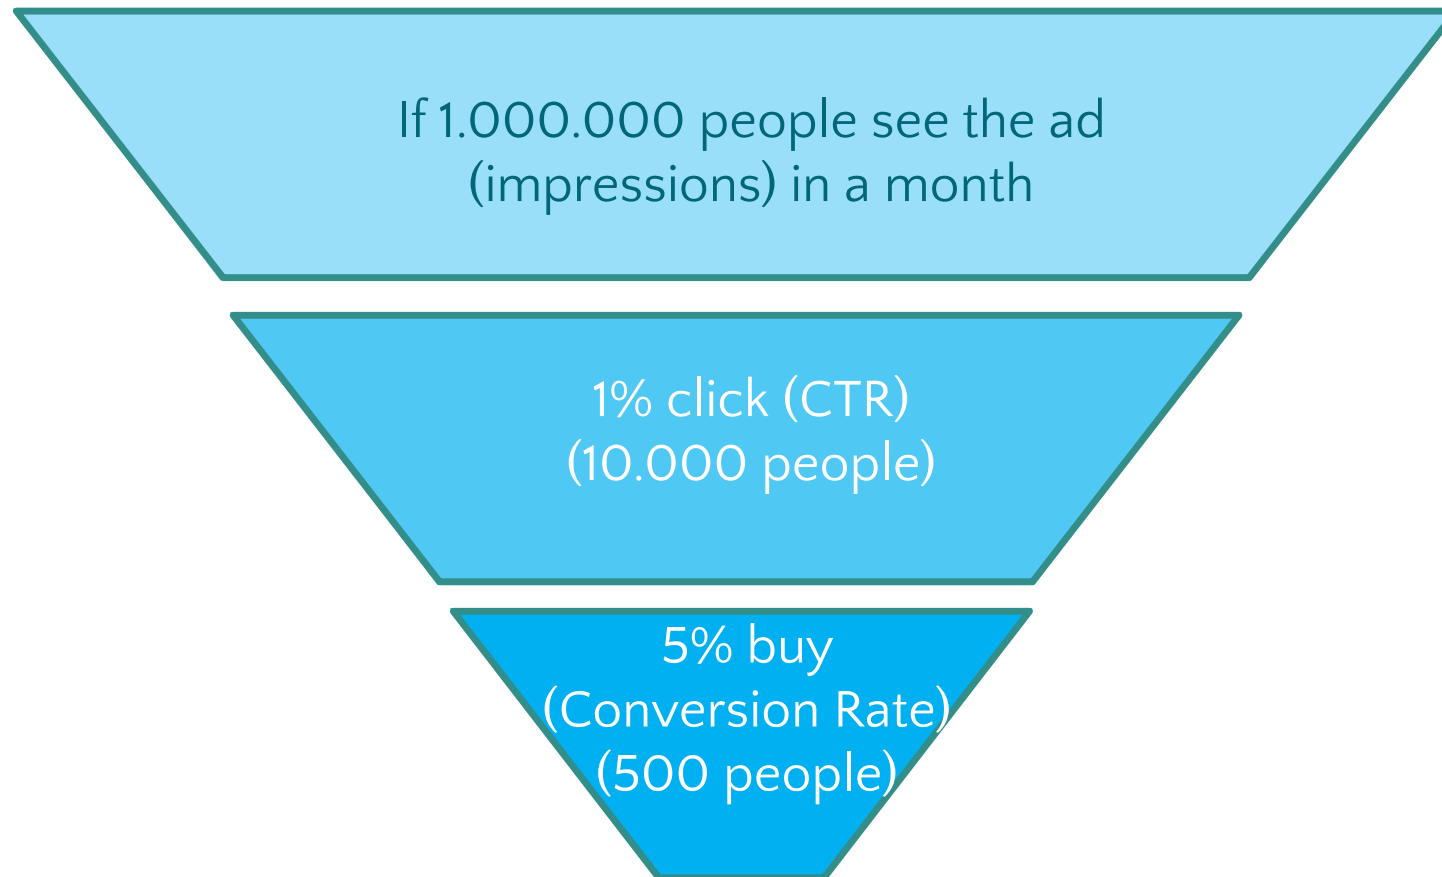 If 1.000.000 people see the ad
(impressions) in a month
1% click (CTR)
(10.000 people)
5% buy
(Conversion Rate)
(500 people)